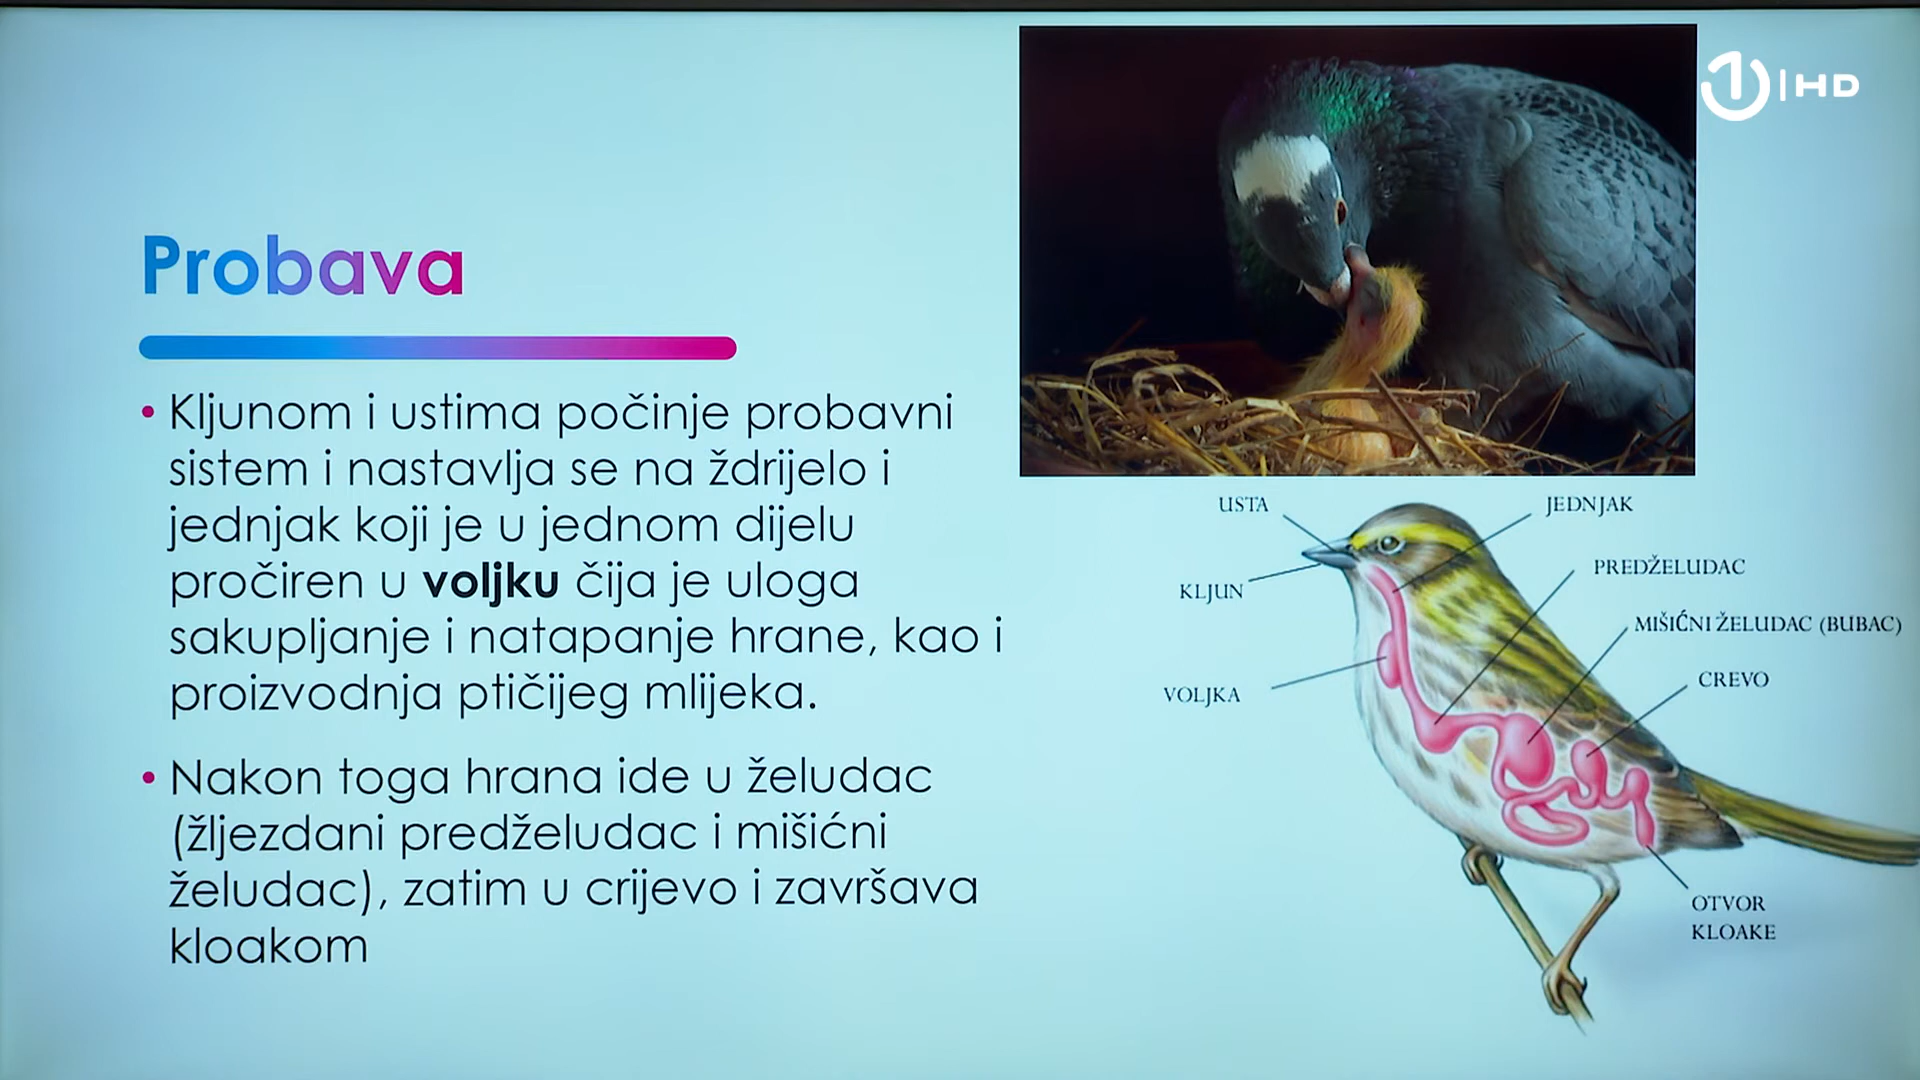 1 HD
Probava
• Kljunom i ustima počinje probavni
sistem i nastavlja se na ždrijelo i
jednjak koji je u jednom dijelu
pročiren u voljku čija je uloga
sakupljanje i natapanje hrane, kao i
proizvodnja ptičijeg mlijeka.
• Nakon toga hrana ide u želudac
(žljezdani predželudac i mišićni
želudac), zatim u crijevo i završava
kloakom
USTA
JEDNJAK
KLJUN
PREDŽELUDAC
MIŠIĆNI ŽELUDAC (BUBAC)
VOLJKA
CREVO
OTVOR
KLOAKE